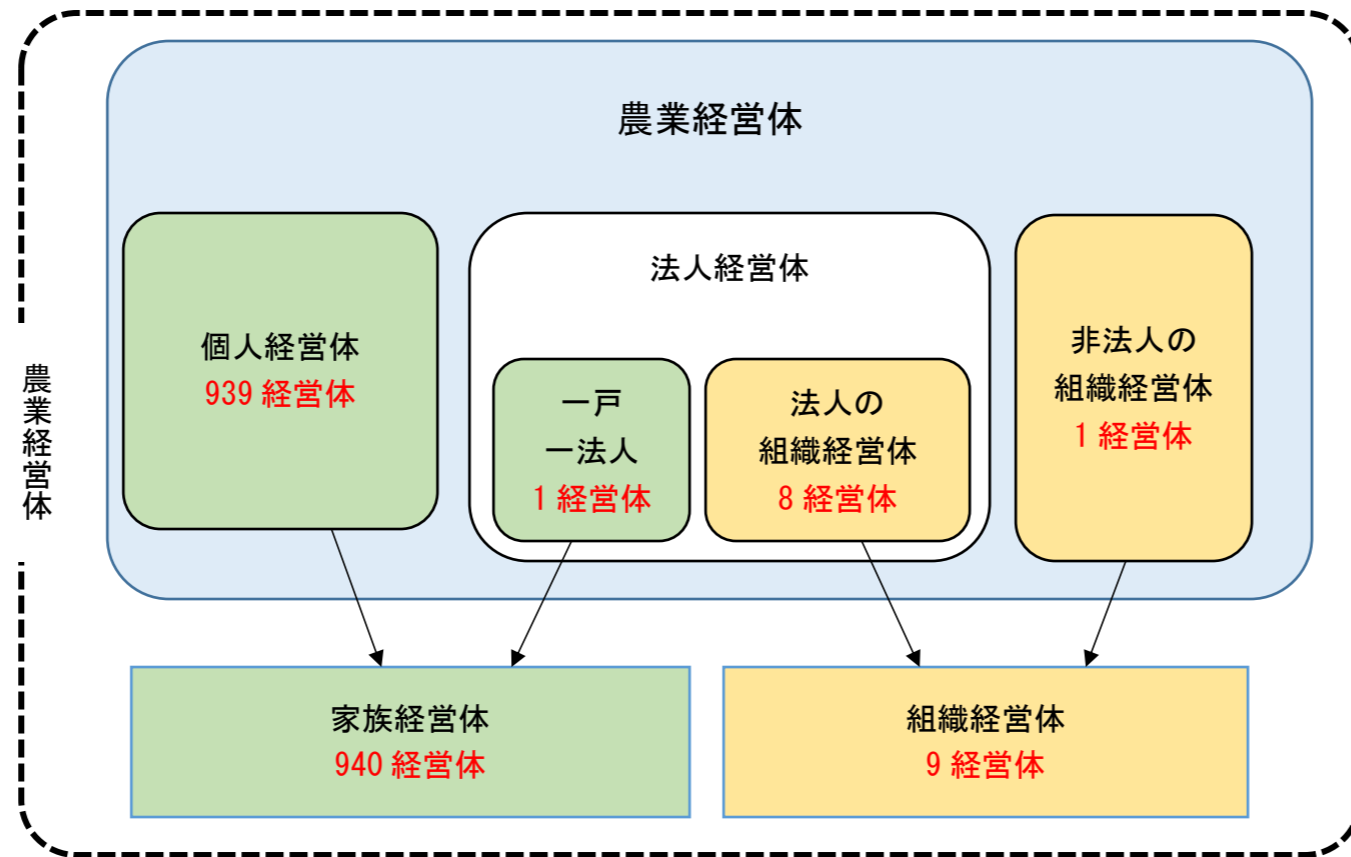 農業経営体
農業経営体
個人経営体
939 経営体
法人経営体
一戸
一法人
1 経営体
法人の
組織経営体
8 経営体
非法人の
組織経営体
1 経営体
家族経営体
940 経営体
組織経営体
9 経営体